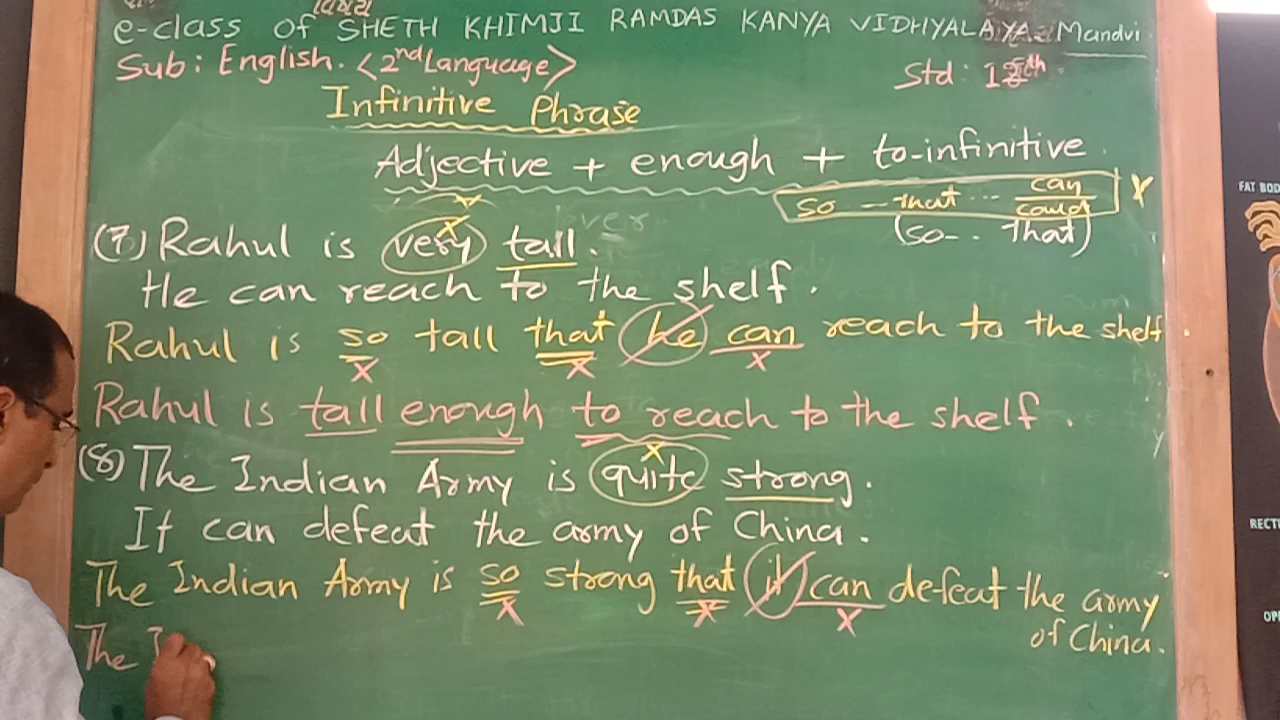 e-class of SHETH KHIMJI RAMDAS KANYA VIDHYALAYA - Mandvi.
Sub: English. <2nd Language>
Std: 12th
Infinitive Phrase
Adjective + enough + to-infinitive
so - that ... can
could
(so-.. that)
(7) Rahul is very tall.
He can reach to the shelf.
Rahul is so tall that he can reach to the shelf.
Rahul is tall enough to reach to the shelf.
(8) The Indian Army is quite strong.
It can defeat the army of China.
The Indian Army is so strong that it can defeat the army
of China.
The I
FAT BOD
RECT